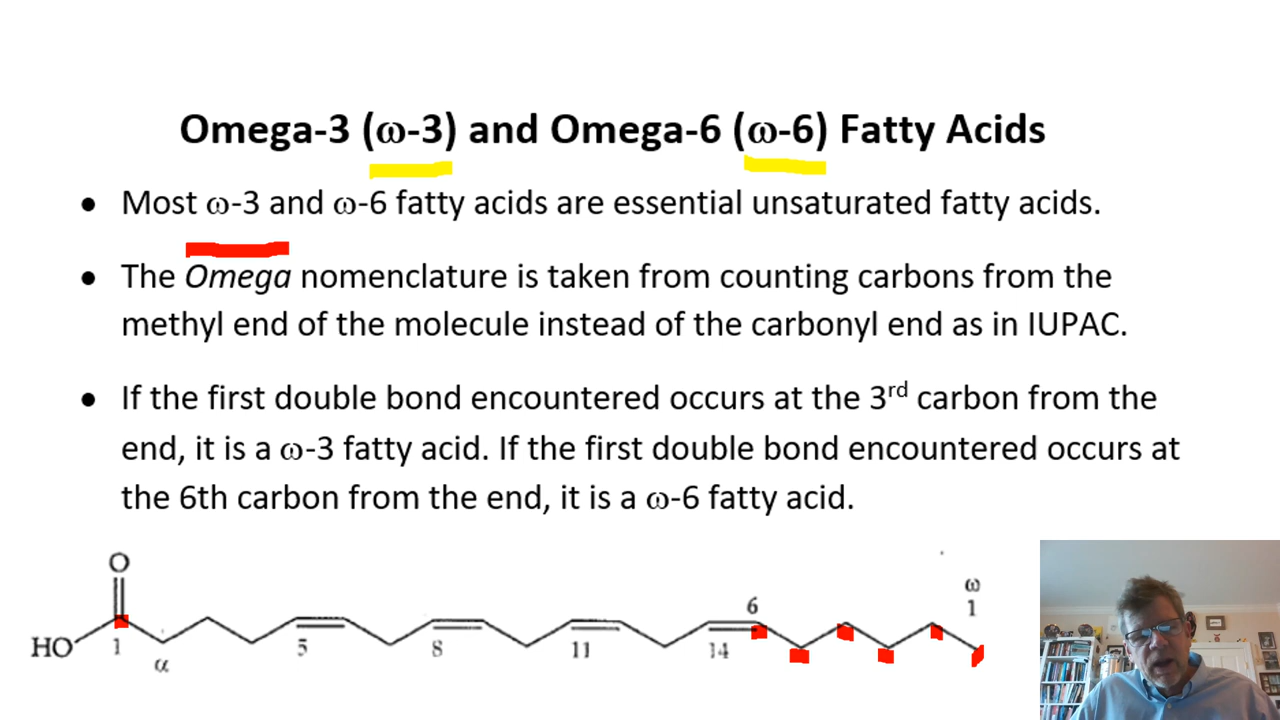 Omega-3 (ω-3) and Omega-6 (ω-6) Fatty Acids
• Most ω-3 and ω-6 fatty acids are essential unsaturated fatty acids.
• The Omega nomenclature is taken from counting carbons from the
methyl end of the molecule instead of the carbonyl end as in IUPAC.
• If the first double bond encountered occurs at the 3rd carbon from the
end, it is a ω-3 fatty acid. If the first double bond encountered occurs at
the 6th carbon from the end, it is a ω-6 fatty acid.
O
ω
6 1
HO 1 5 8 11 14
α